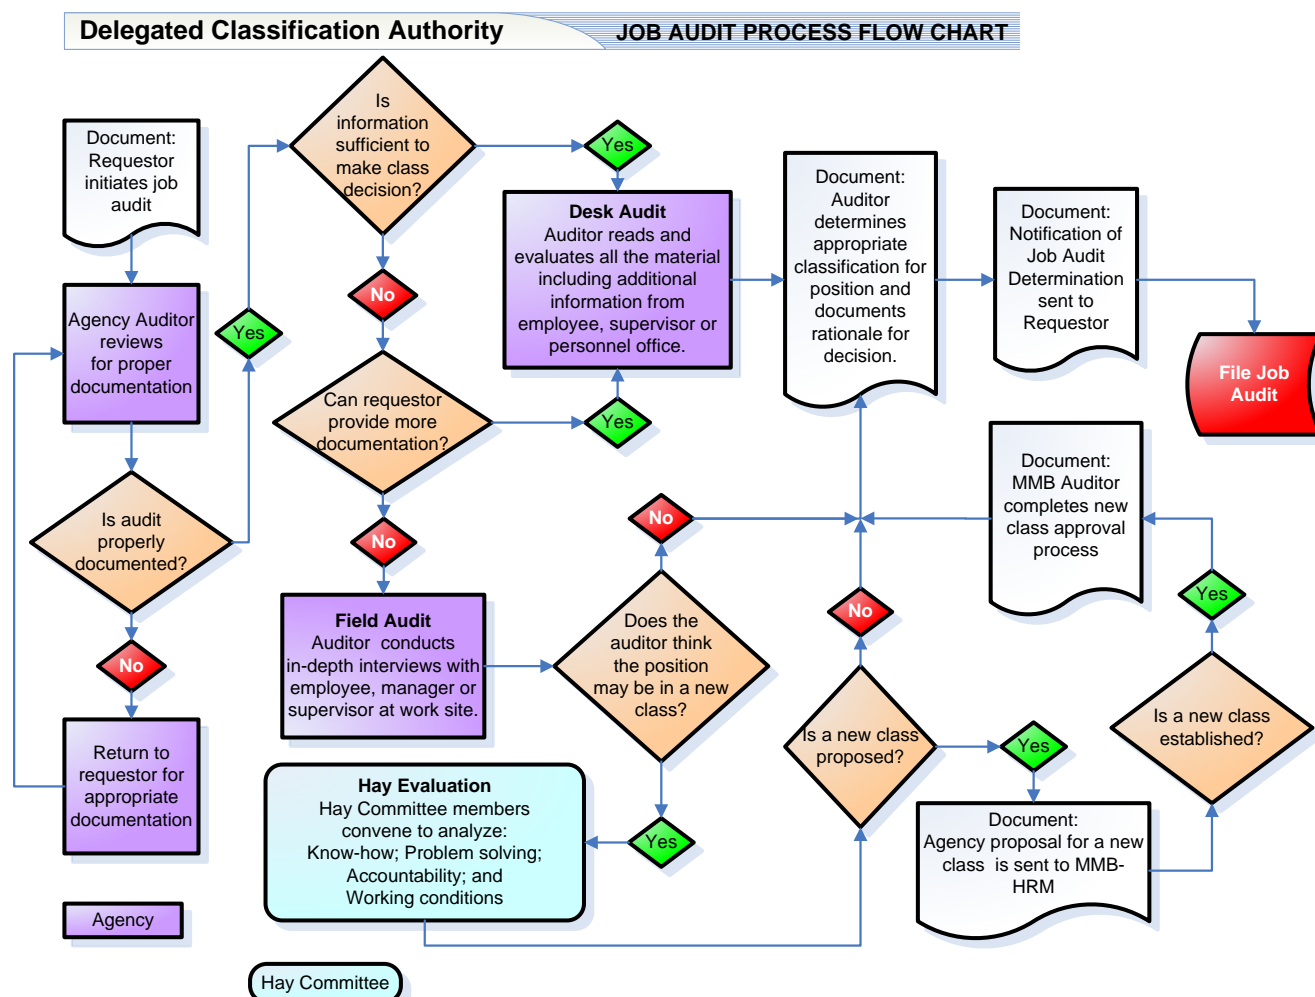 Delegated Classification Authority
JOB AUDIT PROCESS FLOW CHART
Document:
Requestor
initiates job
audit
Agency Auditor
reviews
for proper
documentation
Is audit
properly
documented?
No
Return to
requestor for
appropriate
documentation
Yes
Is
information
sufficient to
make class
decision?
Yes
No
Can requestor
provide more
documentation?
Yes
No
Desk Audit
Auditor reads and
evaluates all the material
including additional
information from
employee, supervisor or
personnel office.
Field Audit
Auditor conducts
in-depth interviews with
employee, manager or
supervisor at work site.
Does the
auditor think
the position
may be in a new
class?
No
Yes
Hay Evaluation
Hay Committee members
convene to analyze:
Know-how; Problem solving;
Accountability; and
Working conditions
Is a new class
proposed?
No
Yes
Document:
Agency proposal for a new
class is sent to MMB-
HRM
Is a new class
established?
Yes
Document:
MMB Auditor
completes new
class approval
process
Document:
Auditor
determines
appropriate
classification for
position and
documents
rationale for
decision.
Document:
Notification of
Job Audit
Determination
sent to
Requestor
File Job
Audit
Agency
Hay Committee